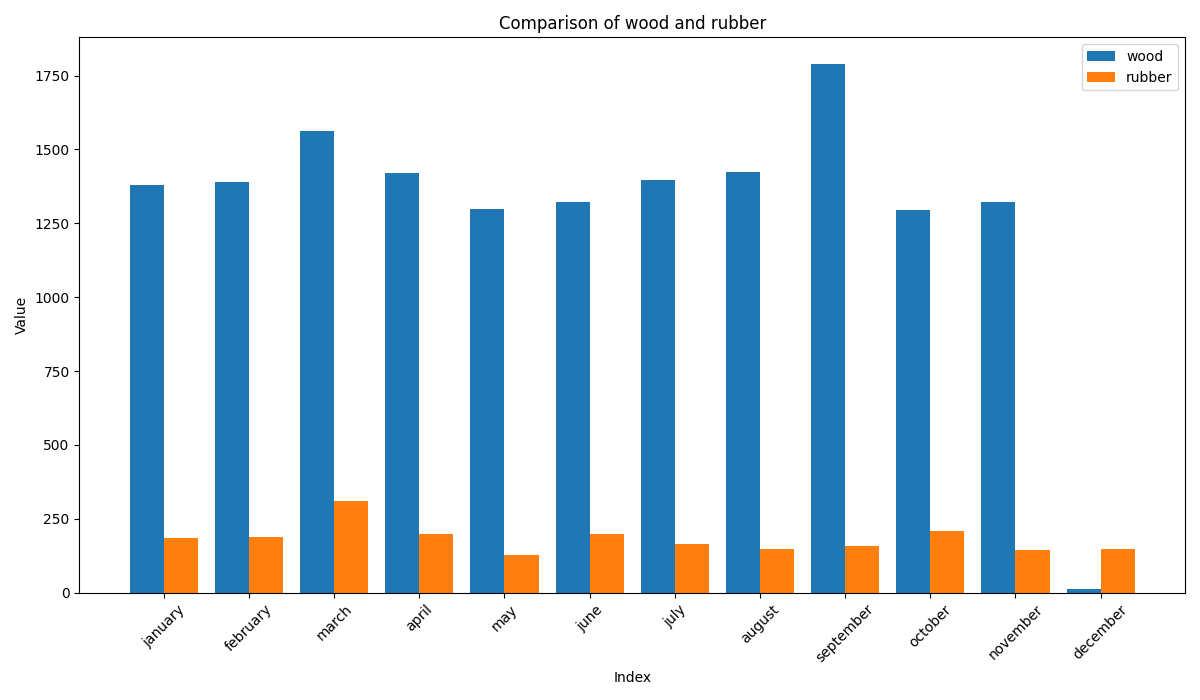 Comparison of wood and rubber
wood
rubber
Value
1750
1500
1250
1000
750
500
250
0
january
february
march
april
may
june
july
august
september
october
november
december
Index